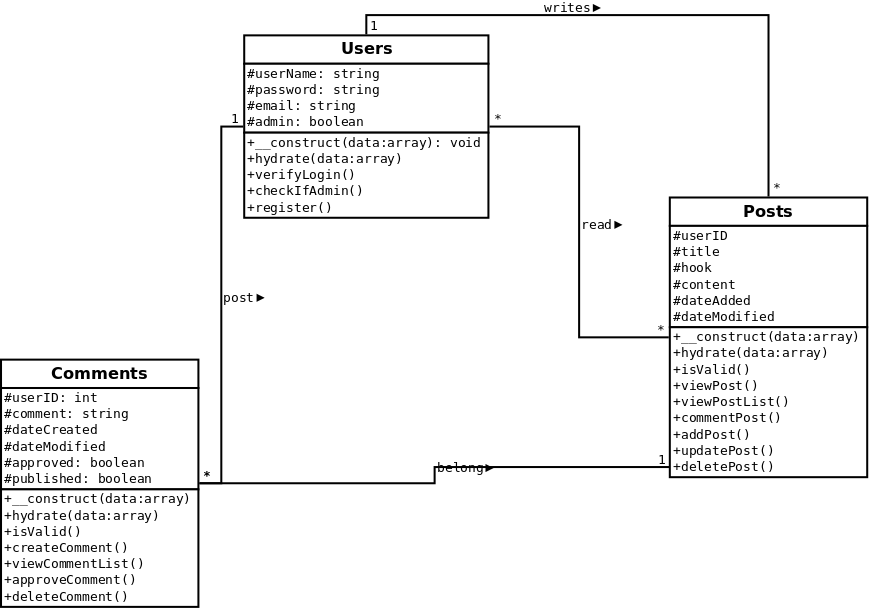 writes▶
1
Users
#userName: string
#password: string
#email: string
#admin: boolean
+__construct(data:array): void
+hydrate(data:array)
+verifyLogin()
+checkIfAdmin()
+register()
1
*
*
read▶
Posts
#userID
#title
#hook
#content
#dateAdded
#dateModified
+__construct(data:array)
+hydrate(data:array)
+isValid()
+viewPost()
+viewPostList()
+commentPost()
+addPost()
+updatePost()
+deletePost()
*
1
post▶
Comments
#userID: int
#comment: string
#dateCreated
#dateModified
#approved: boolean
#published: boolean
+__construct(data:array)
+hydrate(data:array)
+isValid()
+createComment()
+viewCommentList()
+approveComment()
+deleteComment()
*
belong▶